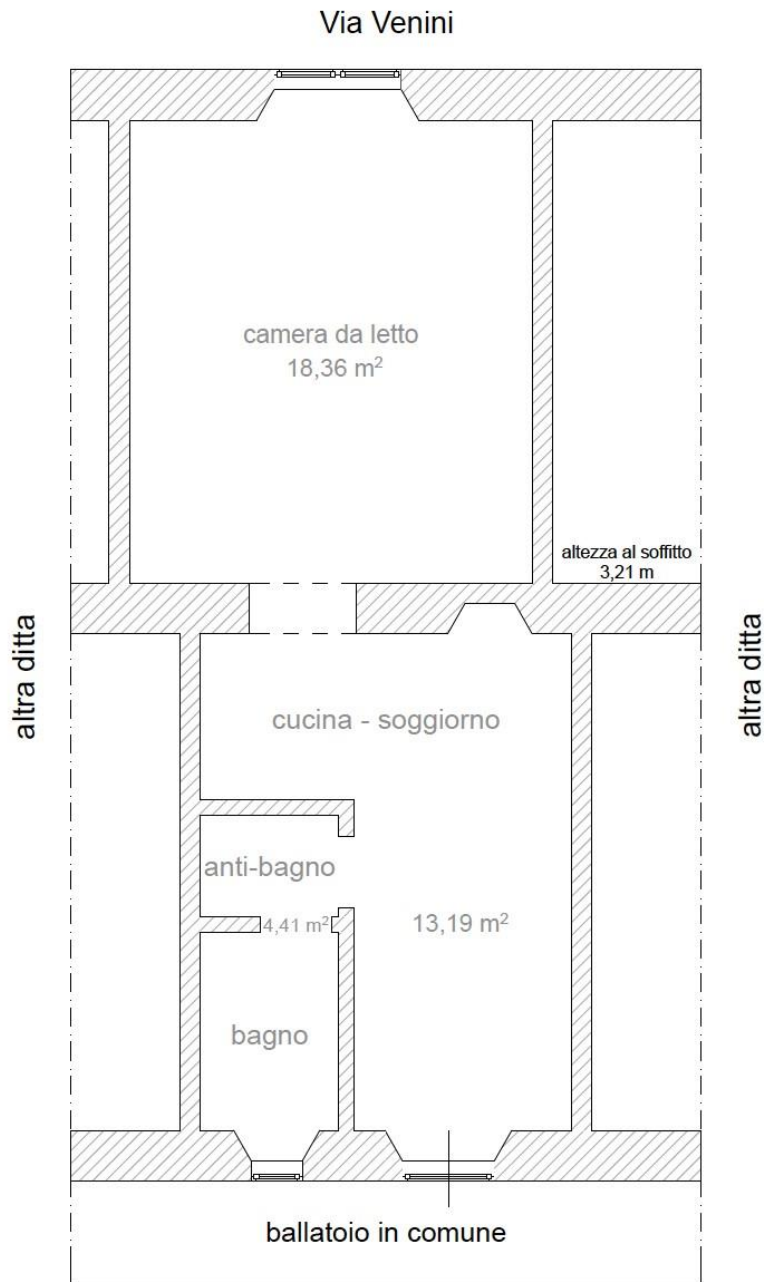 Via Venini
camera da letto
18,36 m²
altezza al soffitto
3,21 m
altra ditta
altra ditta
cucina - soggiorno
anti-bagno
4,41 m²
13,19 m²
bagno
ballatoio in comune